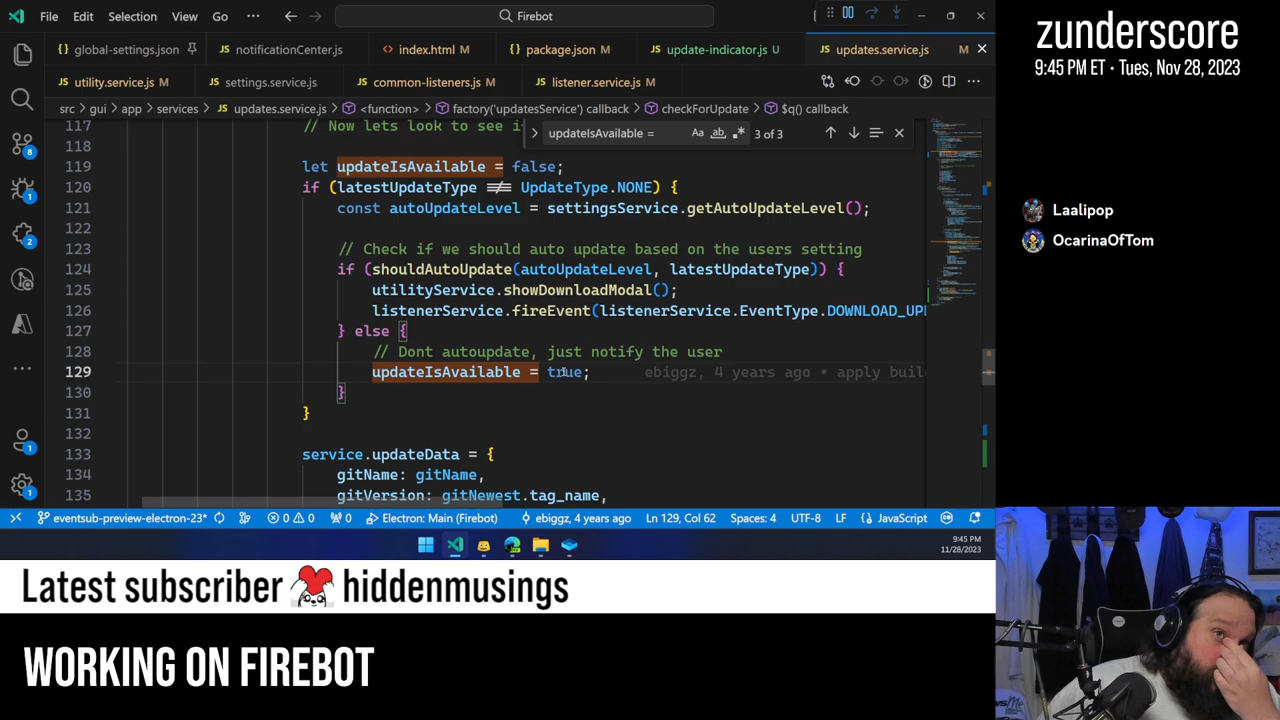 File Edit Selection View Go ··· Firebot
global-settings.json notificationCenter.js index.html M package.json M update-indicator.js U updates.service.js M
utility.service.js M settings.service.js common-listeners.js M listener.service.js M
src > gui > app > services > updates.service.js > <function> > factory('updatesService') callback > checkForUpdate > $q() callback
updateIsAvailable = Aa ab .* 3 of 3
117 // Now lets look to see i
118
119 let updateIsAvailable = false;
120 if (latestUpdateType !== UpdateType.NONE) {
121 const autoUpdateLevel = settingsService.getAutoUpdateLevel();
122
123 // Check if we should auto update based on the users setting
124 if (shouldAutoUpdate(autoUpdateLevel, latestUpdateType)) {
125 utilityService.showDownloadModal();
126 listenerService.fireEvent(listenerService.EventType.DOWNLOAD_UP
127 } else {
128 // Dont autoupdate, just notify the user
129 updateIsAvailable = true; ebiggz, 4 years ago • apply buil
130 }
131 }
132
133 service.updateData = {
134 gitName: gitName,
135 gitVersion: gitNewest.tag_name,
8
1
2
1
1
eventsub-preview-electron-23* 0 0 0 Electron: Main (Firebot) ebiggz, 4 years ago Ln 129, Col 62 Spaces: 4 UTF-8 LF JavaScript
9:45 PM
11/28/2023
zunderscore
9:45 PM ET · Tues, Nov 28, 2023
Laalipop
OcarinaOfTom
Latest subscriber hiddenmusings
WORKING ON FIREBOT